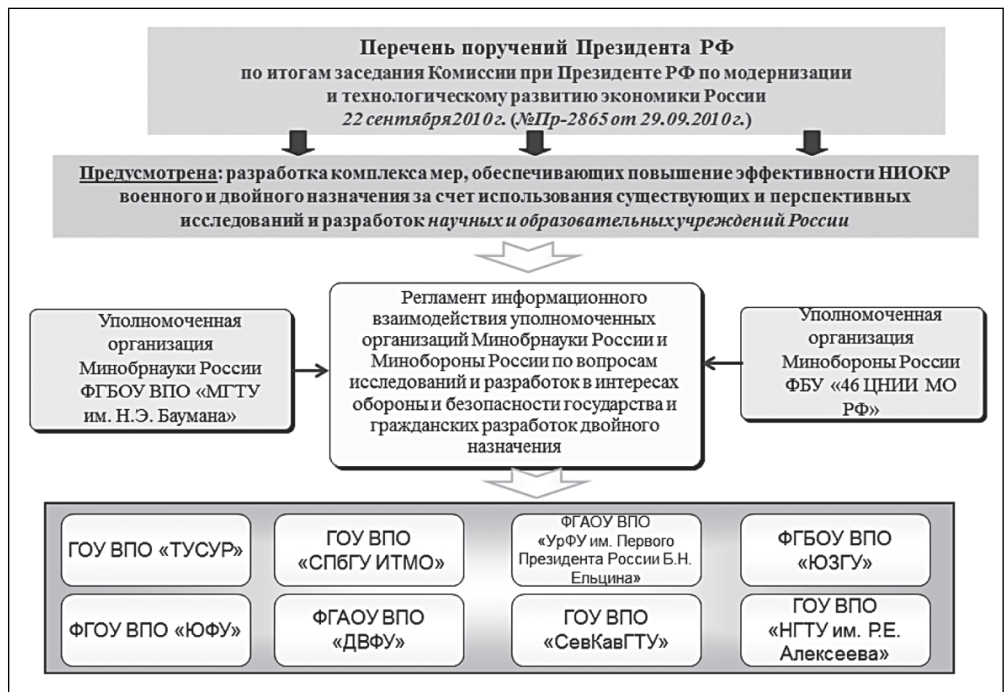 Перечень поручений Президента РФ
по итогам заседания Комиссии при Президенте РФ по модернизации
и технологическому развитию экономики России
22 сентября 2010 г. (№Пр-2865 от 29.09.2010 г.)
Предусмотрена: разработка комплекса мер, обеспечивающих повышение эффективности НИОКР
военного и двойного назначения за счет использования существующих и перспективных
исследований и разработок научных и образовательных учреждений России
Уполномоченная
организация
Минобрнауки России
ФГБОУ ВПО «МГТУ
им. Н.Э. Баумана»
Регламент информационного
взаимодействия уполномоченных
организаций Минобрнауки России и
Минобороны России по вопросам
исследований и разработок в интересах
обороны и безопасности государства и
гражданских разработок двойного
назначения
Уполномоченная
организация
Минобороны России
ФБУ «46 ЦНИИ МО
РФ»
ГОУ ВПО «ТУСУР»
ГОУ ВПО
«СПбГУ ИТМО»
ФГАОУ ВПО
«УрФУ им. Первого
Президента России Б.Н.
Ельцина»
ФГБОУ ВПО
«ЮЗГУ»
ФГОУ ВПО «ЮФУ»
ФГАОУ ВПО
«ДВФУ»
ГОУ ВПО
«СевКавГТУ»
ГОУ ВПО
«НГТУ им. Р.Е.
Алексеева»